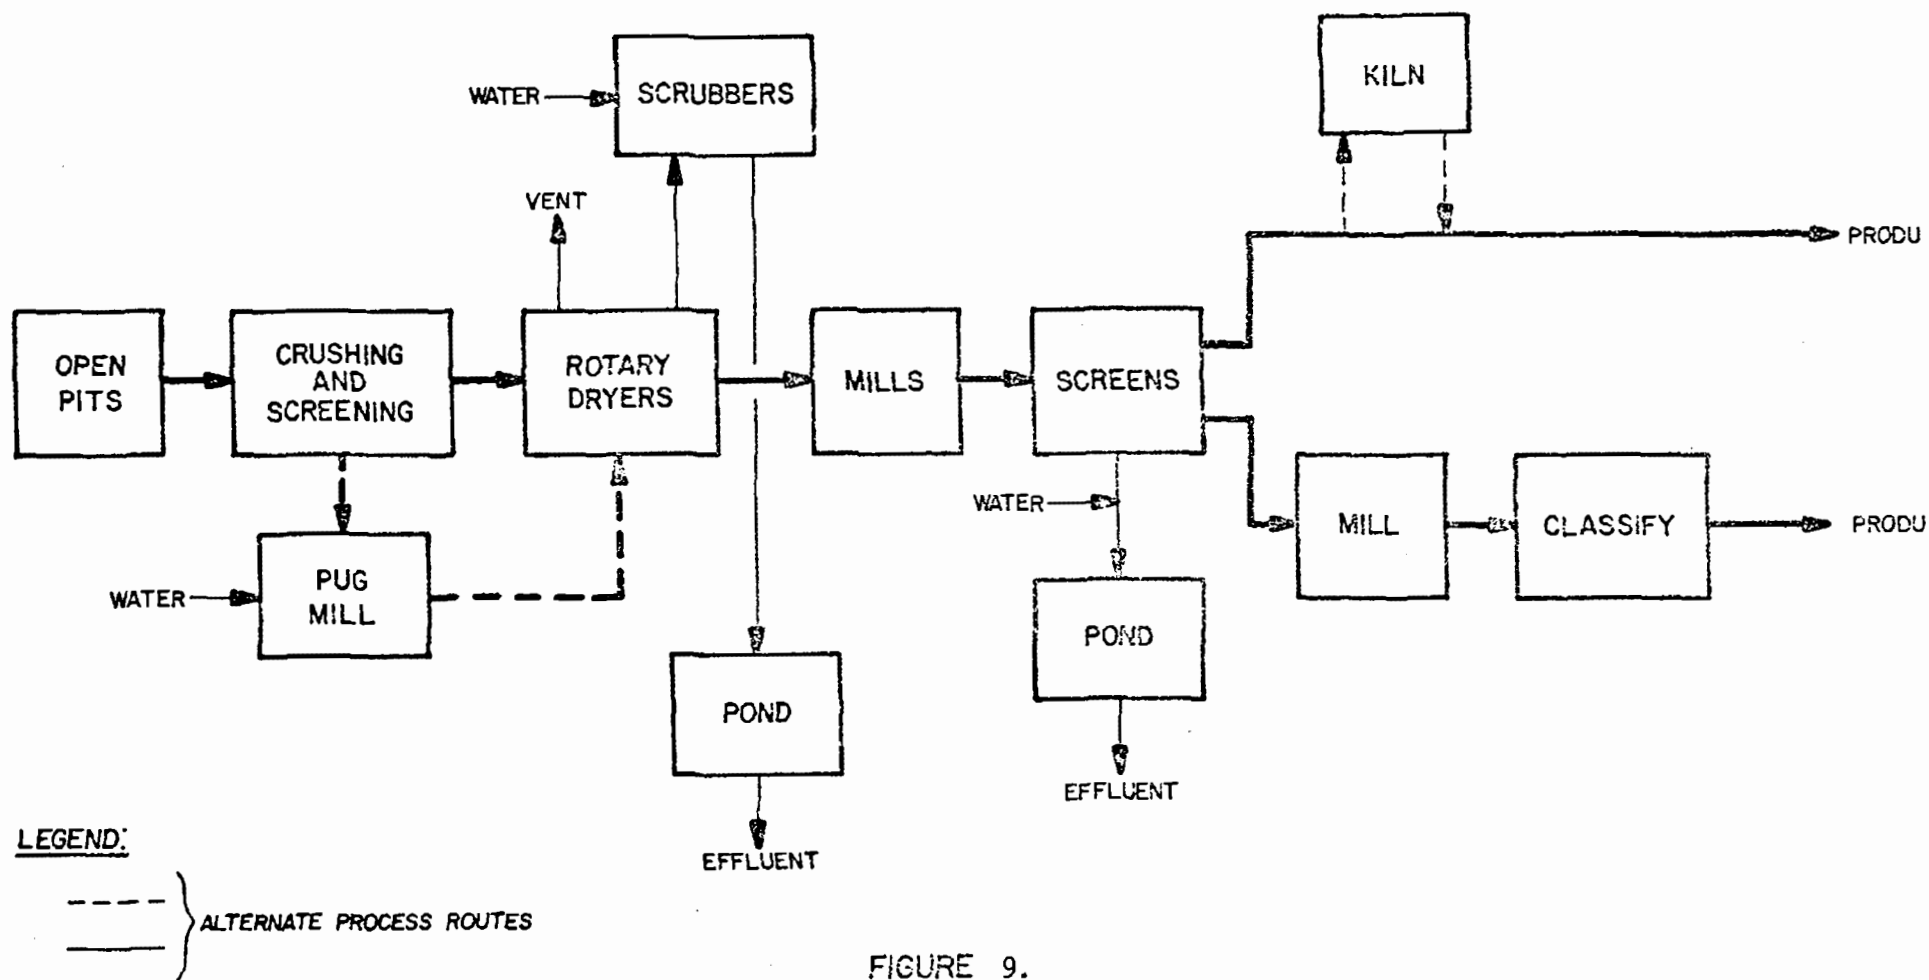 SCRUBBERS
WATER
KILN
VENT
PRODU
OPEN
PITS
CRUSHING
AND
SCREENING
ROTARY
DRYERS
MILLS
SCREENS
WATER
MILL
CLASSIFY
PRODU
PUG
MILL
WATER
POND
POND
EFFLUENT
EFFLUENT
LEGEND:
ALTERNATE PROCESS ROUTES
FIGURE 9.